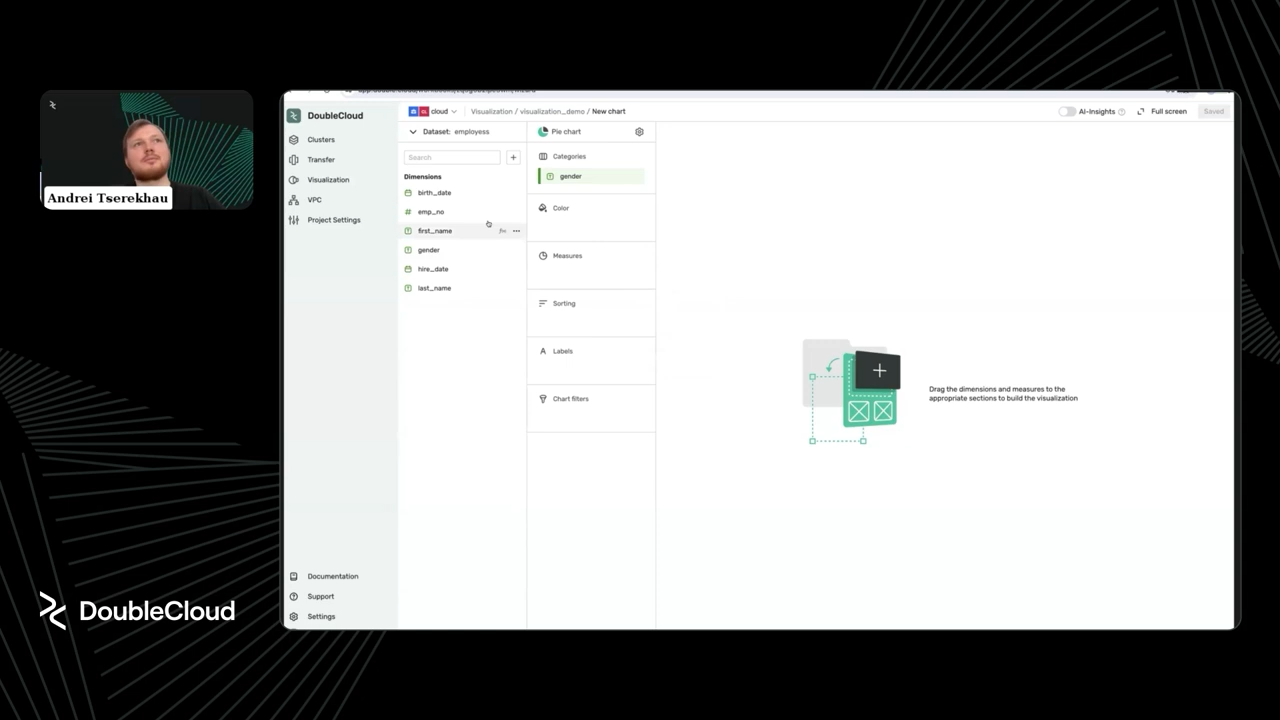 Andrei Tserekhau
DoubleCloud
DoubleCloud
Clusters
Transfer
Visualization
VPC
Project Settings
Documentation
Support
Settings
cloud
Visualization / visualization_demo / New chart
AI-Insights
Full screen
Saved
Dataset: employess
Search
+
Dimensions
birth_date
emp_no
first_name
gender
hire_date
last_name
Pie chart
Categories
gender
Color
Measures
Sorting
Labels
Chart filters
Drag the dimensions and measures to the
appropriate sections to build the visualization